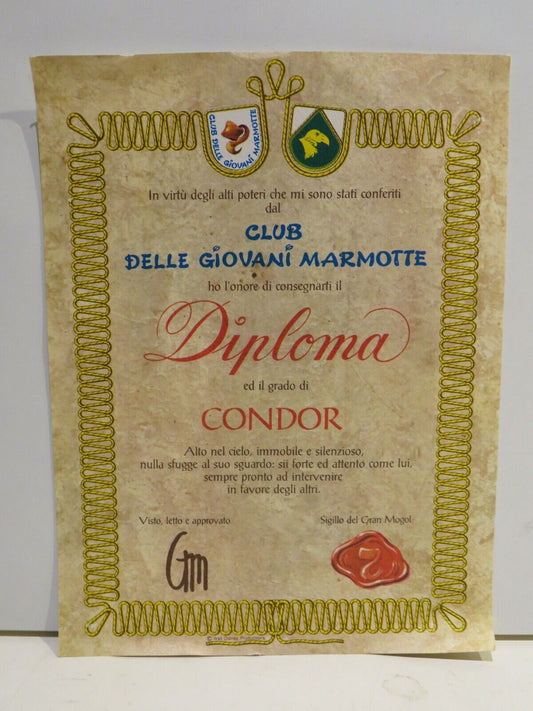 CLUB DELLE GIOVANI MARMOTTE
In virtù degli alti poteri che mi sono stati conferiti
dal
CLUB
DELLE GIOVANI MARMOTTE
ho l'onore di consegnarti il
Diploma
ed il grado di
CONDOR
Alto nel cielo, immobile e silenzioso,
nulla sfugge al suo sguardo: sii forte ed attento come lui,
sempre pronto ad intervenire
in favore degli altri.
Visto, letto e approvato
Sigillo del Gran Mogol
Gm